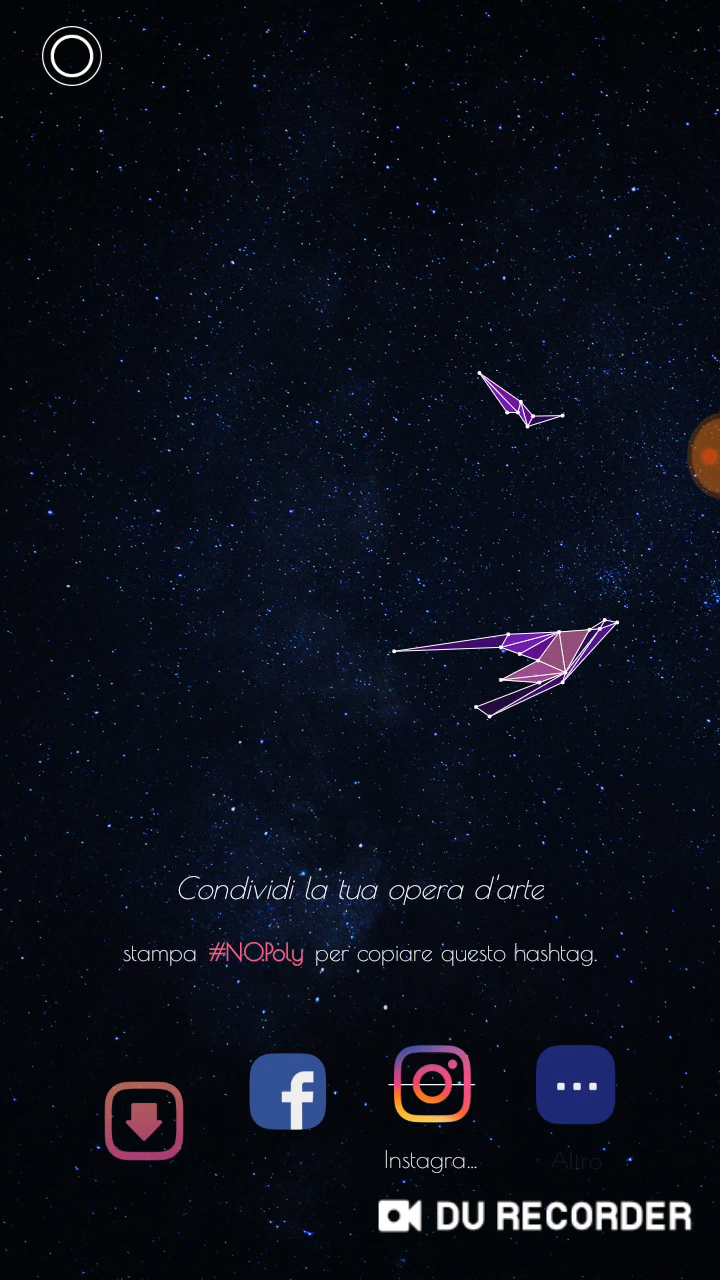 Condividi la tua opera d'arte
stampa #NOPoly per copiare questo hashtag.
Instagra...
Altro
DU RECORDER